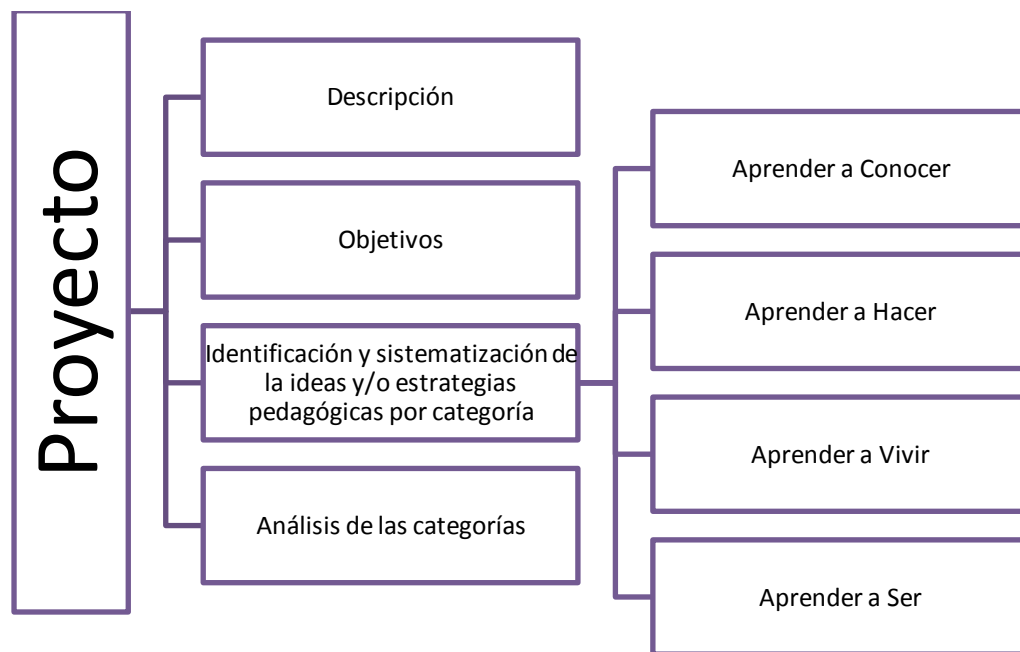 Proyecto
Descripción
Objetivos
Identificación y sistematización de
la ideas y/o estrategias
pedagógicas por categoría
Análisis de las categorías
Aprender a Conocer
Aprender a Hacer
Aprender a Vivir
Aprender a Ser